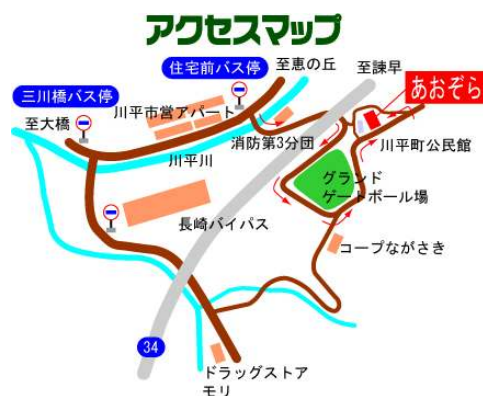 アクセスマップ
住宅前バス停
至恵の丘
至諫早
三川橋バス停
あおぞら
川平市営アパート
至大橋
消防第3分団
川平町公民館
川平川
グランド
ゲートボール場
長崎バイパス
コープながさき
34
ドラッグストア
モリ